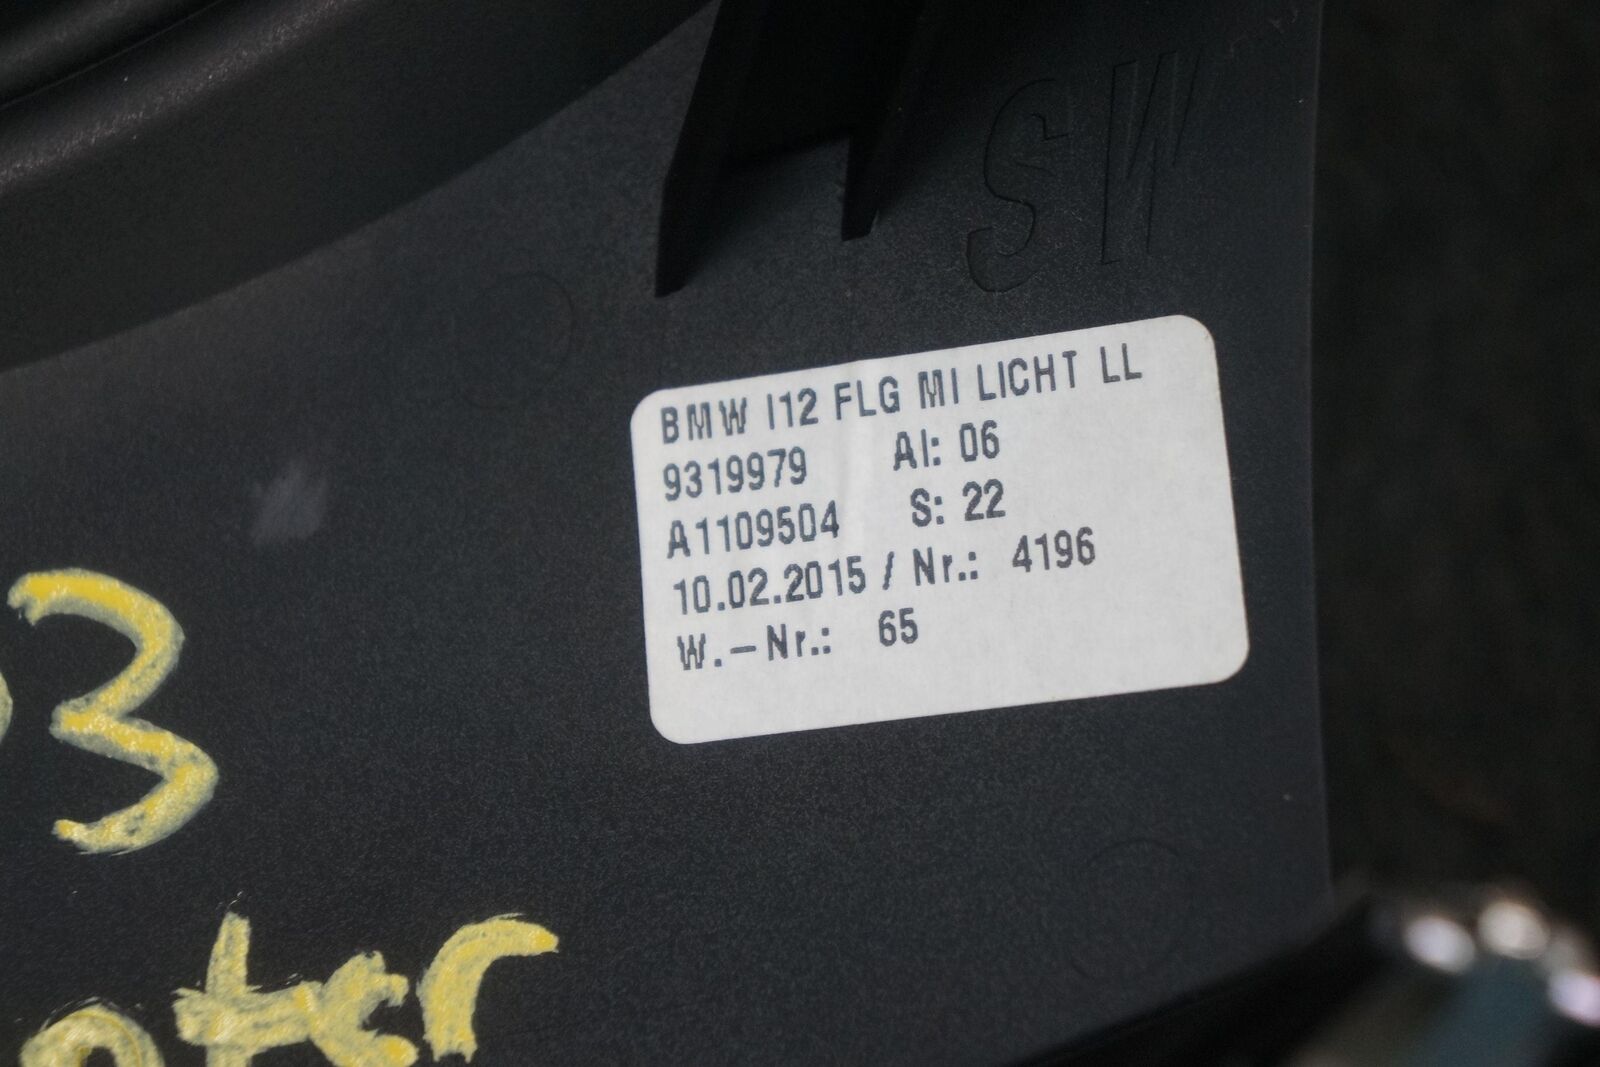 SW
BMW I12 FLG MI LICHT LL
9319979 AI: 06
A1109504 S: 22
10.02.2015 / Nr.: 4196
W.-Nr.: 65
3